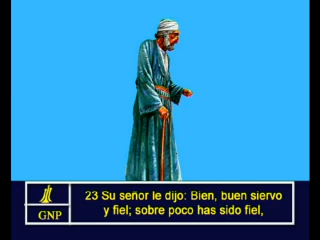 23 Su señor le dijo: Bien, buen siervo
y fiel; sobre poco has sido fiel,
GNP